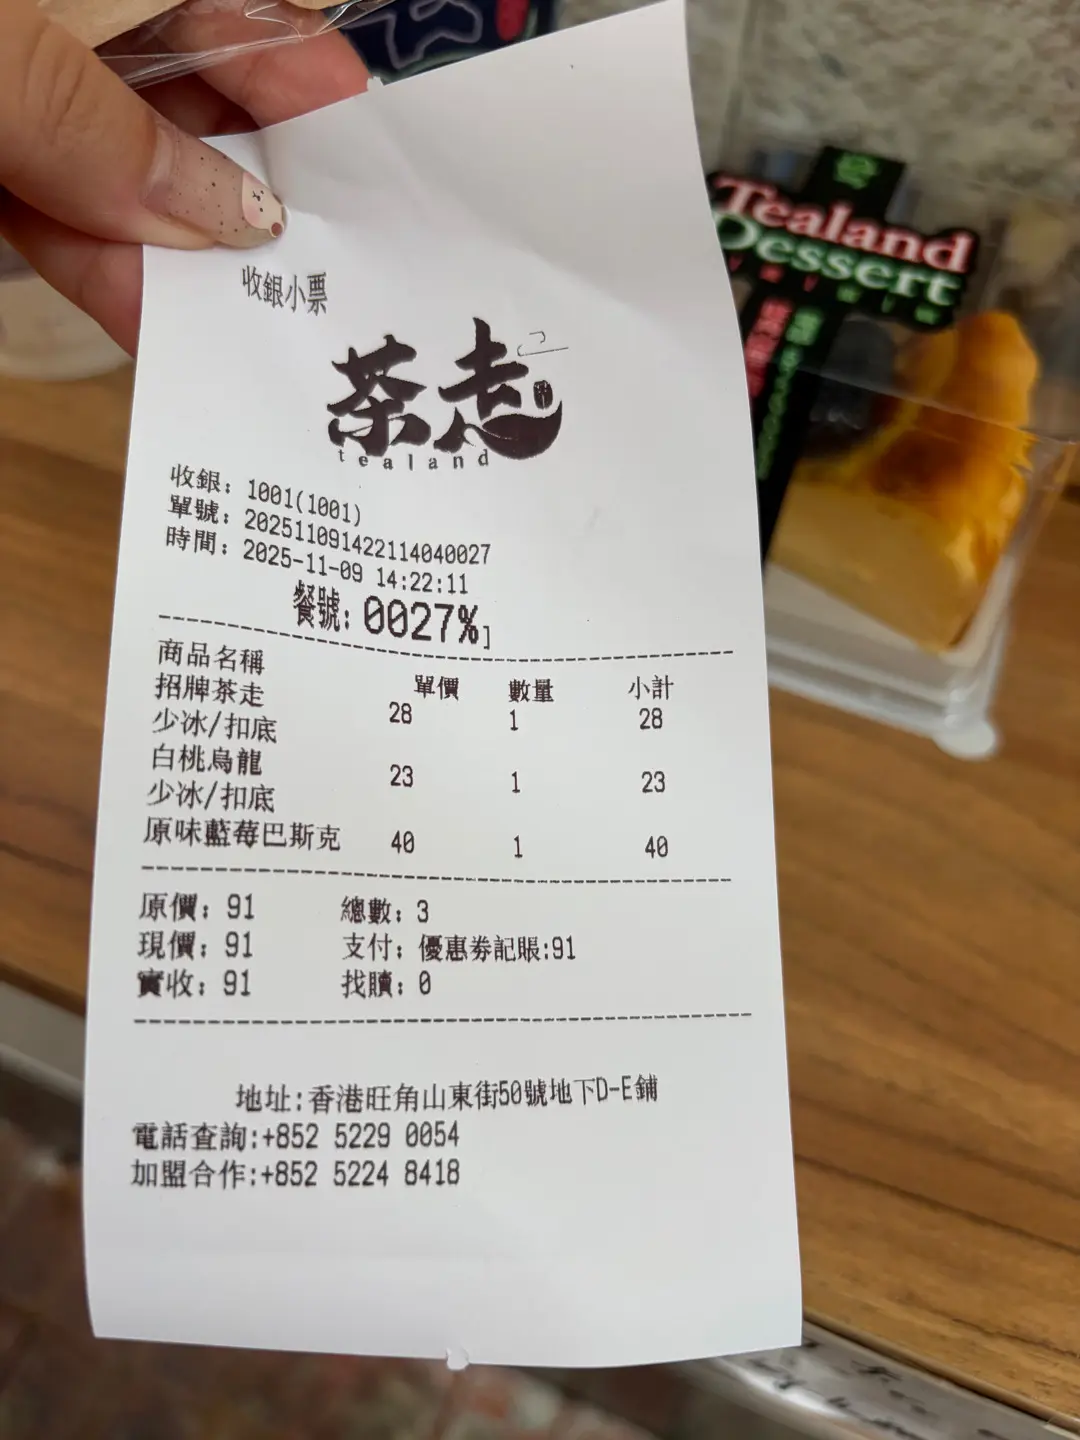 收銀小票
茶走
tealand
收銀: 1001(1001)
單號: 2025110914221114040027
時間: 2025-11-09 14:22:11
餐號: 0027%]
商品名稱 單價 數量 小計
招牌茶走 28 1 28
少冰/扣底
白桃烏龍 23 1 23
少冰/扣底
原味藍莓巴斯克 40 1 40
原價: 91 總數: 3
現價: 91 支付: 優惠券記賬:91
實收: 91 找贖: 0
地址:香港旺角山東街50號地下D-E鋪
電話查詢:+852 5229 0054
加盟合作:+852 5224 8418
Tealand
Dessert